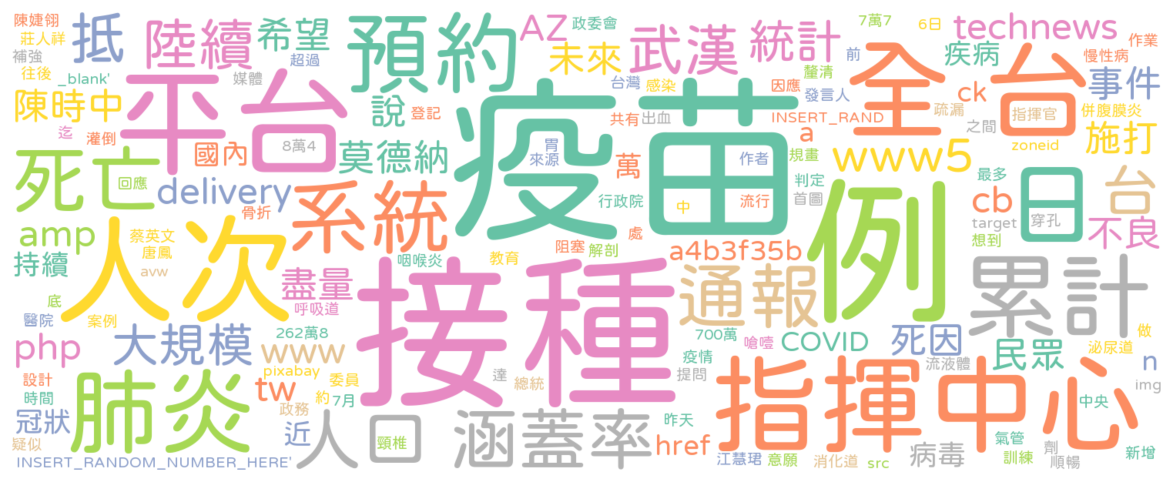 陳婕翎
莊人祥
補強
往後
_blank'
陳時中
迄
灌倒
抵
陸續
希望
超過
媒體
平台
8萬4
國內
預約
說
登記
莫德納
AZ
政委會
未來
台灣
感染
共有
出血
武漢
統計
因應
釐清
發言人
INSERT_RAND
a
規畫
7萬7
6日
前
全台
疏漏
之間
指揮官
technews
疾病
ck
事件
慢性病
作業
併腹膜炎
施打
zoneid
死亡
回應
delivery
骨折
系統
疫苗
胃
來源
作者
萬
行政院
中
流行
判定
首圖
www5
例
最多
cb
target
想到
日
穿孔
台
不良
amp
持續
人次
蔡英文
唐鳳
avw
盡量
呼吸道
咽喉炎
接種
教育
阻塞
解剖
處
a4b3f35b
通報
累計
底
醫院
案例
php
大規模
262萬8
www
pixabay
700萬
嗆噎
疫情
提問
COVID
死因
流液體
民眾
n
做
泌尿道
img
設計
時間
肺炎
tw
政務
委員
約
7月
達
總統
指揮中心
中央
冠狀
疑似
近
人口
頸椎
涵蓋率
昨天
href
江慧珺
意願
消化道
src
病毒
氣管
訓練
劑
順暢
新增
INSERT_RANDOM_NUMBER_HERE'